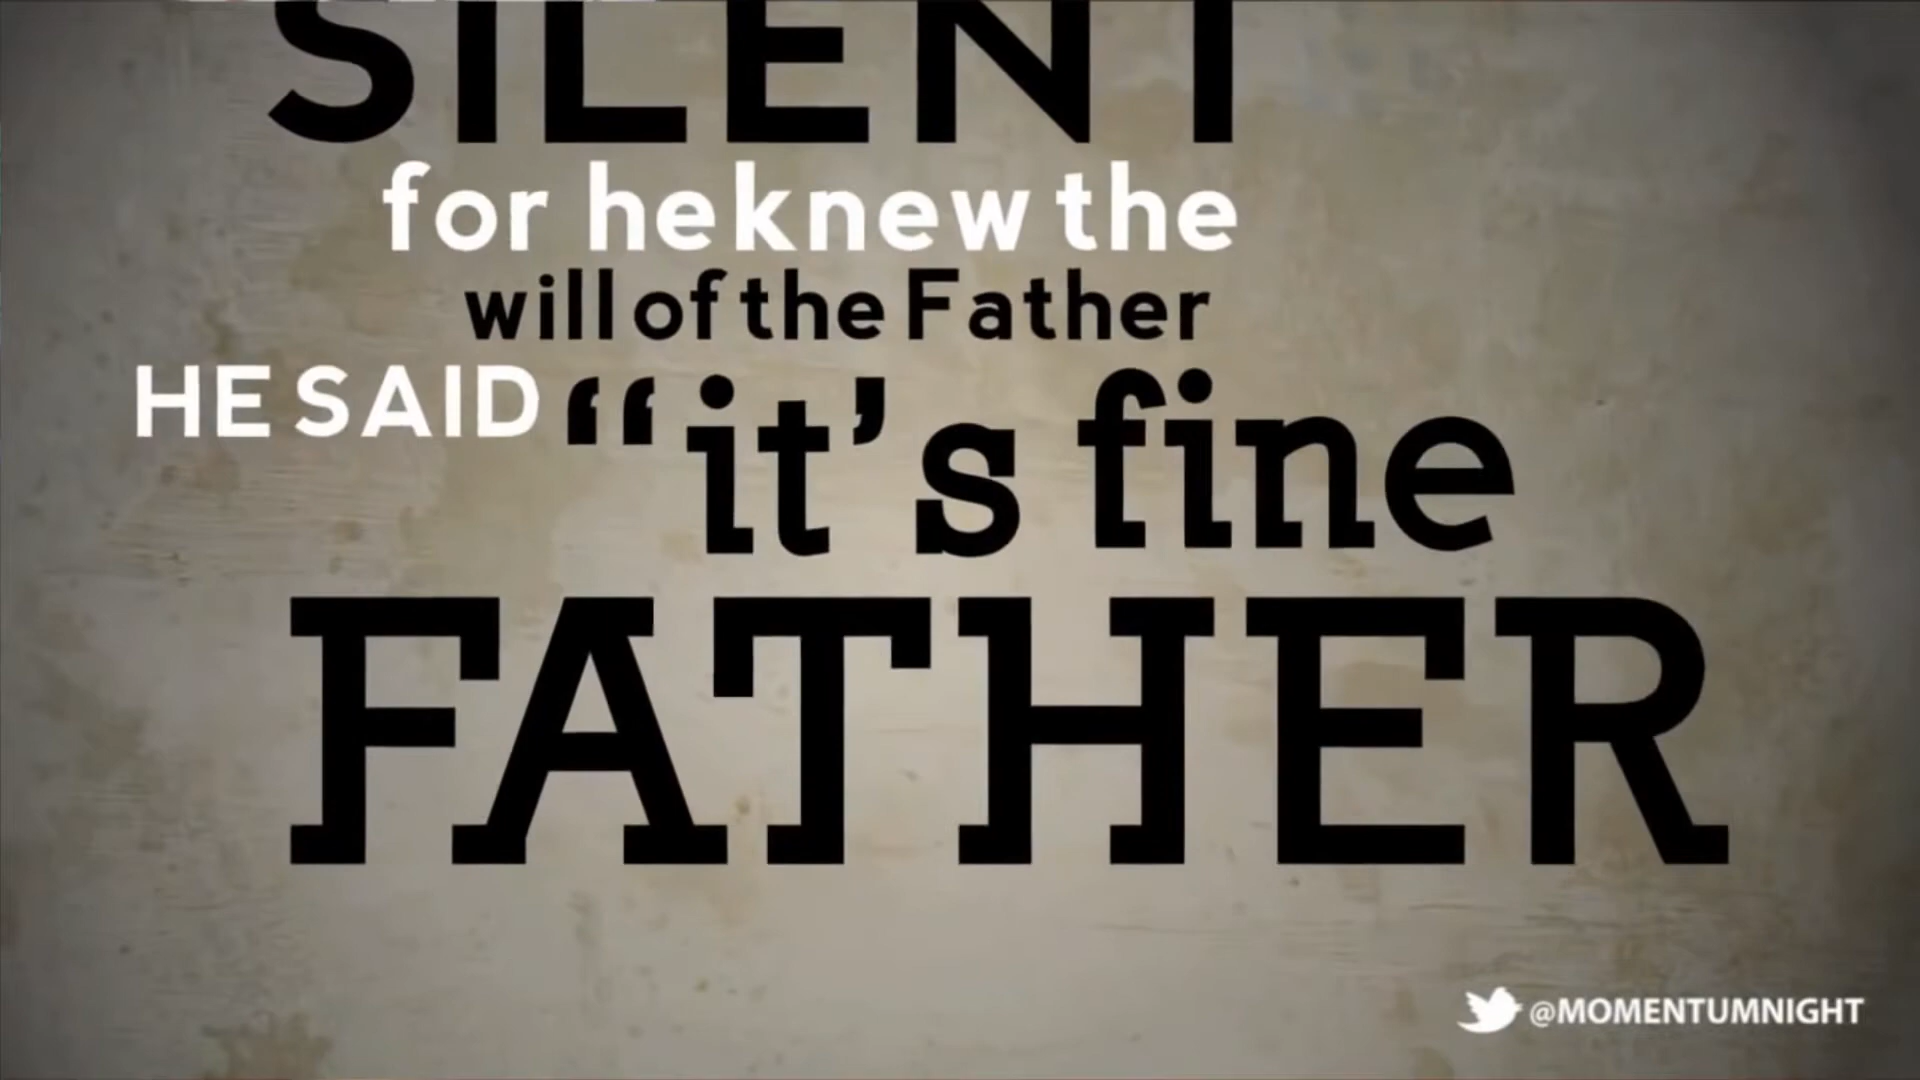 SILENT
for he knew the
will of the Father
HE SAID “it’s fine
FATHER
@MOMENTUMNIGHT